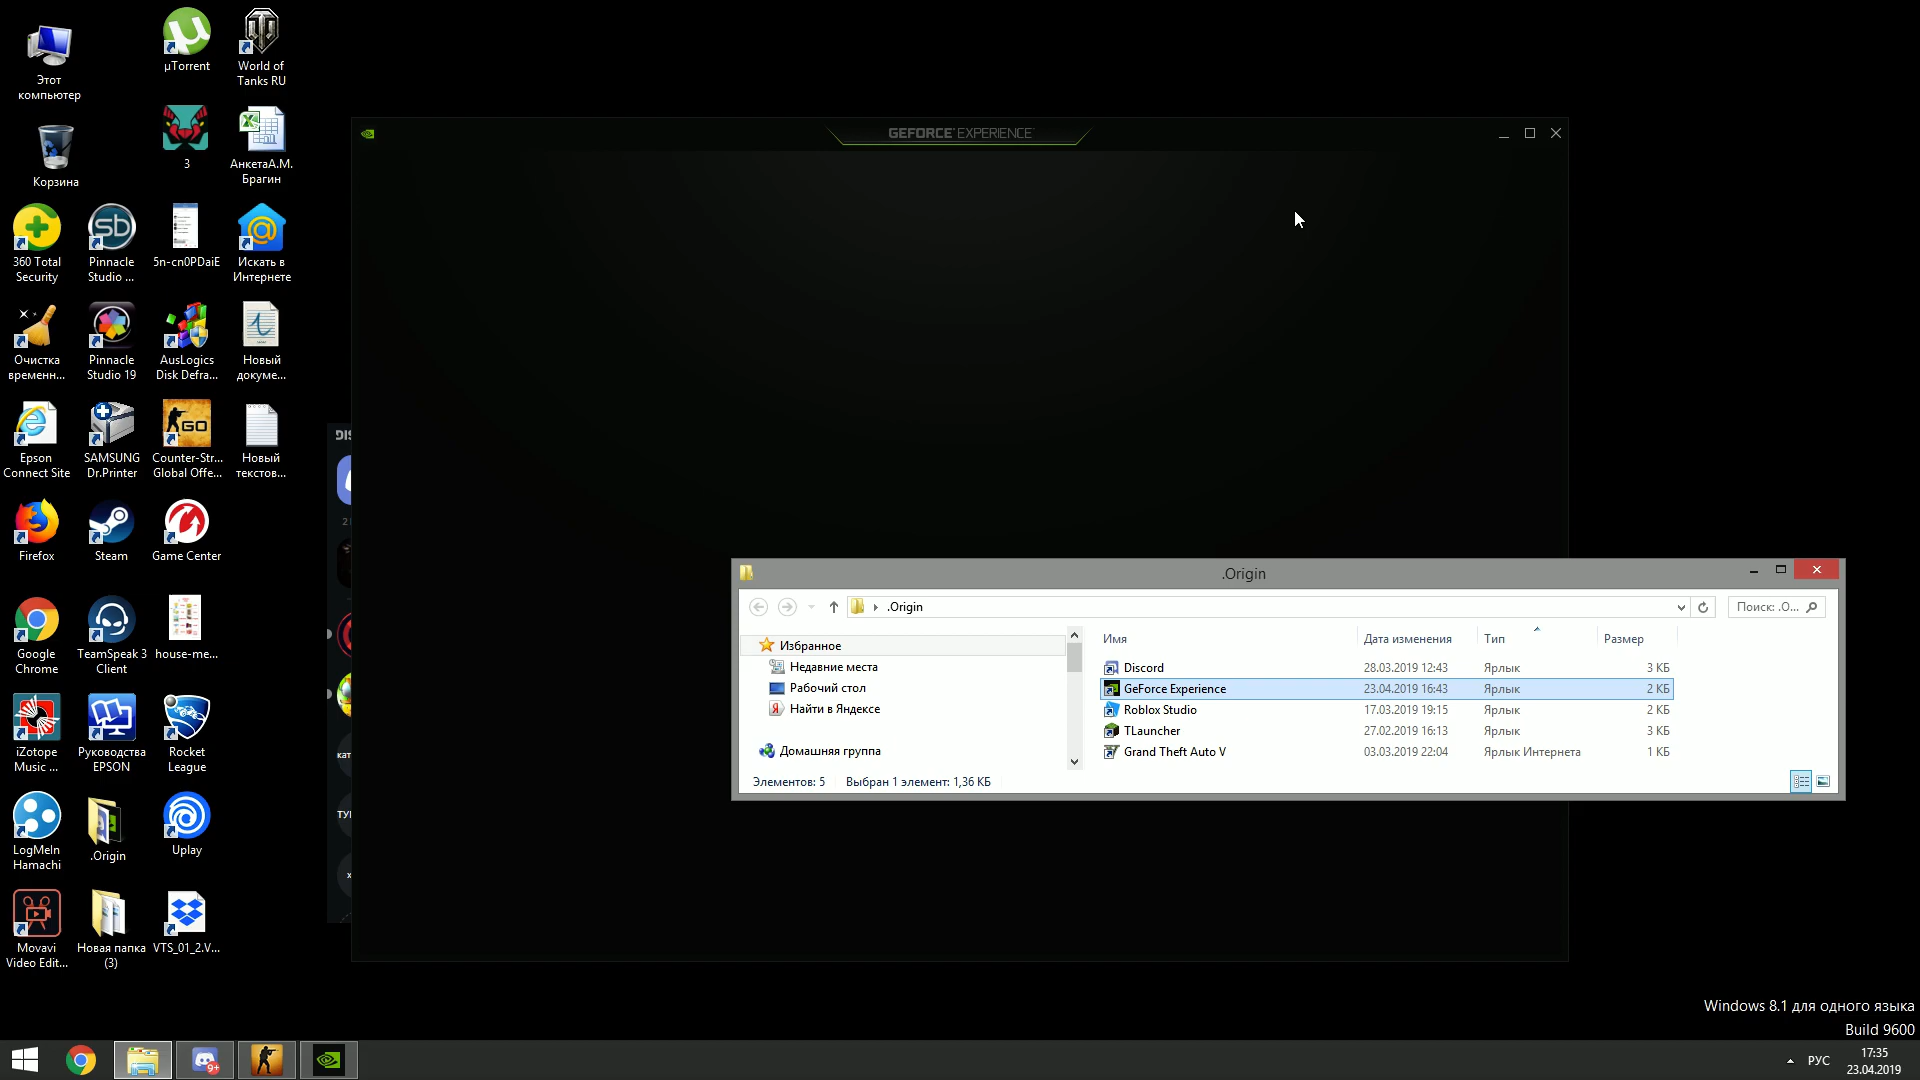 Этот
компьютер
Корзина
µTorrent
World of
Tanks RU
3
АнкетаА.М.
Брагин
360 Total
Security
Pinnacle
Studio ...
5n-cn0PDaiE
Искать в
Интернете
Очистка
временн...
Pinnacle
Studio 19
AusLogics
Disk Defra...
Новый
докуме...
Epson
Connect Site
SAMSUNG
Dr.Printer
GO
Counter-Str...
Global Offe...
Новый
текстов...
Firefox
Steam
Game Center
Google
Chrome
TeamSpeak 3
Client
house-me...
iZotope
Music ...
Руководства
EPSON
Rocket
League
LogMeIn
Hamachi
.Origin
Uplay
Movavi
Video Edit...
Новая папка
(3)
VTS_01_2.V...
GEFORCE EXPERIENCE
DIS
кат
.Origin
.Origin
Поиск: .O...
Избранное
Недавние места
Рабочий стол
Найти в Яндексе
Домашняя группа
Имя Дата изменения Тип Размер
Discord 28.03.2019 12:43 Ярлык 3 КБ
GeForce Experience 23.04.2019 16:43 Ярлык 2 КБ
Roblox Studio 17.03.2019 19:15 Ярлык 2 КБ
TLauncher 27.02.2019 16:13 Ярлык 3 КБ
Grand Theft Auto V 03.03.2019 22:04 Ярлык Интернета 1 КБ
Элементов: 5 Выбран 1 элемент: 1,36 КБ
Windows 8.1 для одного языка
Build 9600
9+
РУС
17:35
23.04.2019